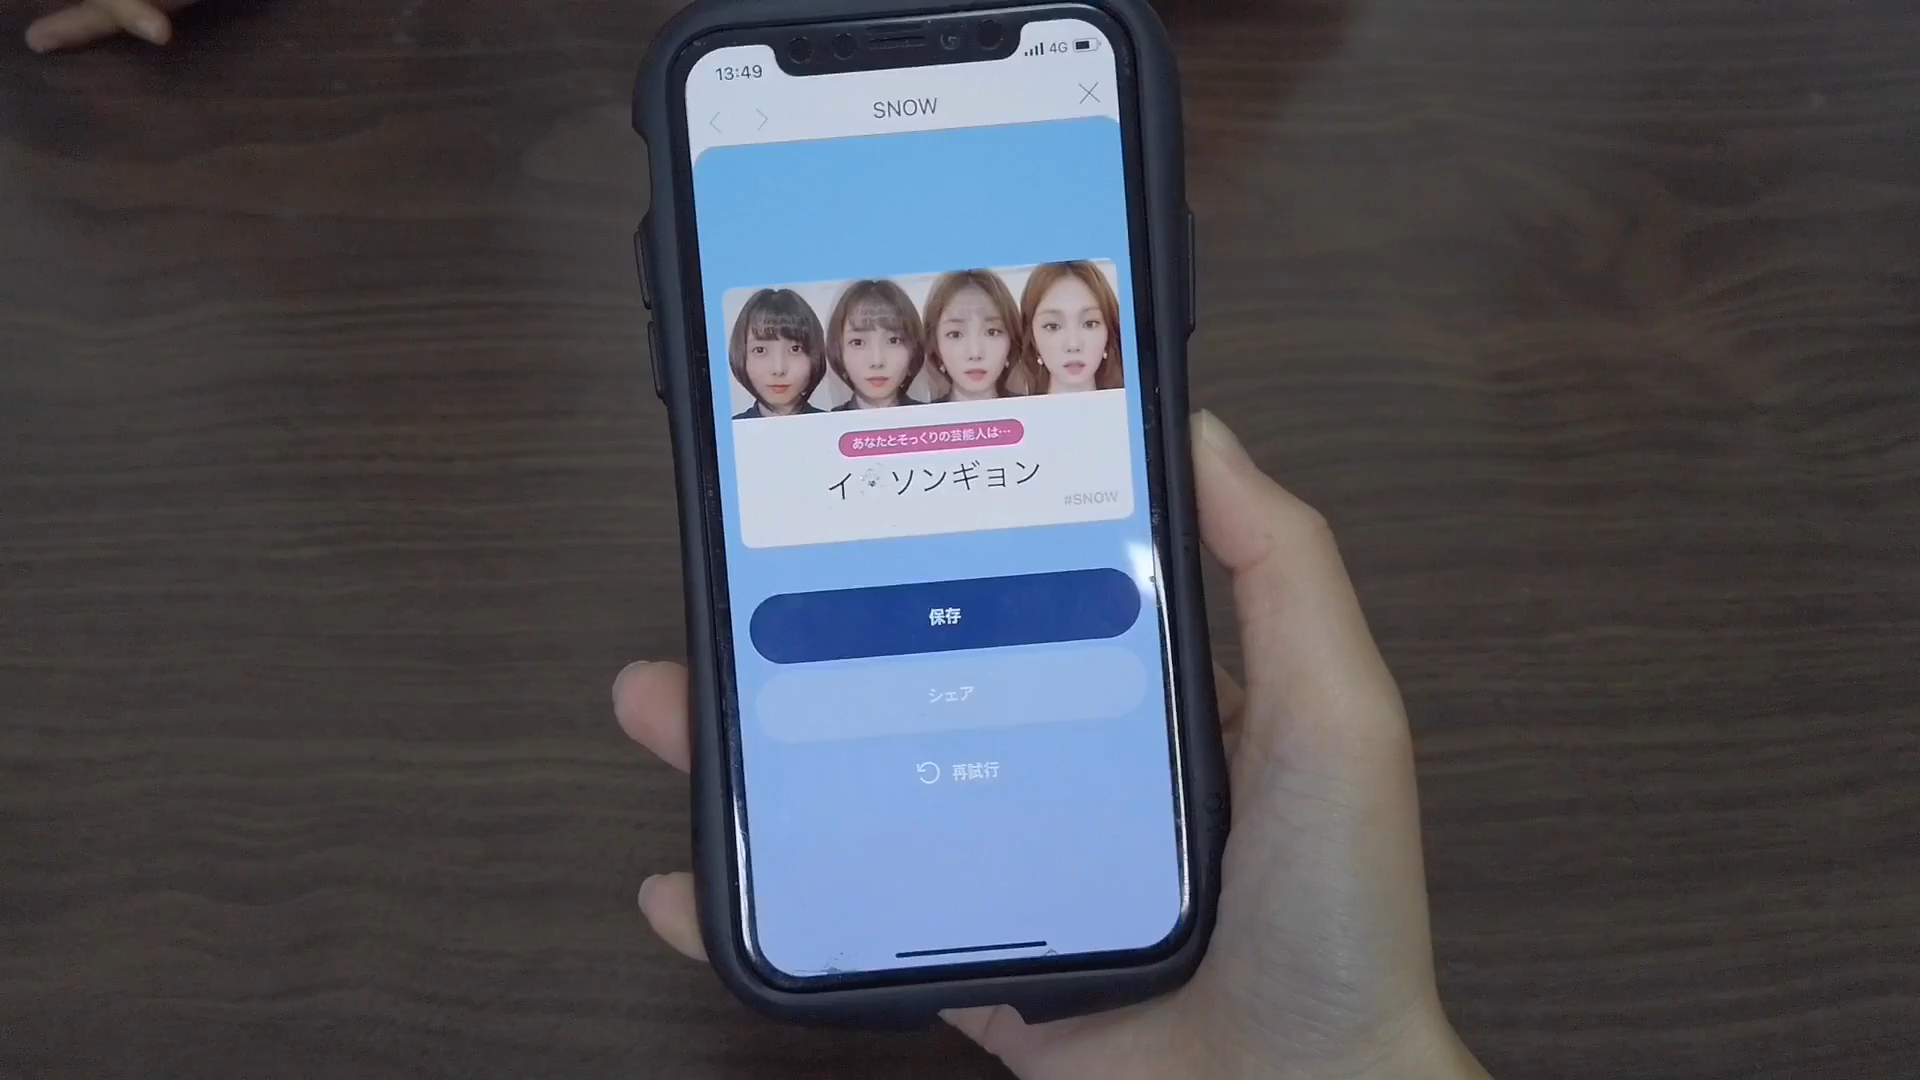 13:49
4G
SNOW
あなたとそっくりの芸能人は…
イ・ソンギョン
#SNOW
保存
シェア
再試行